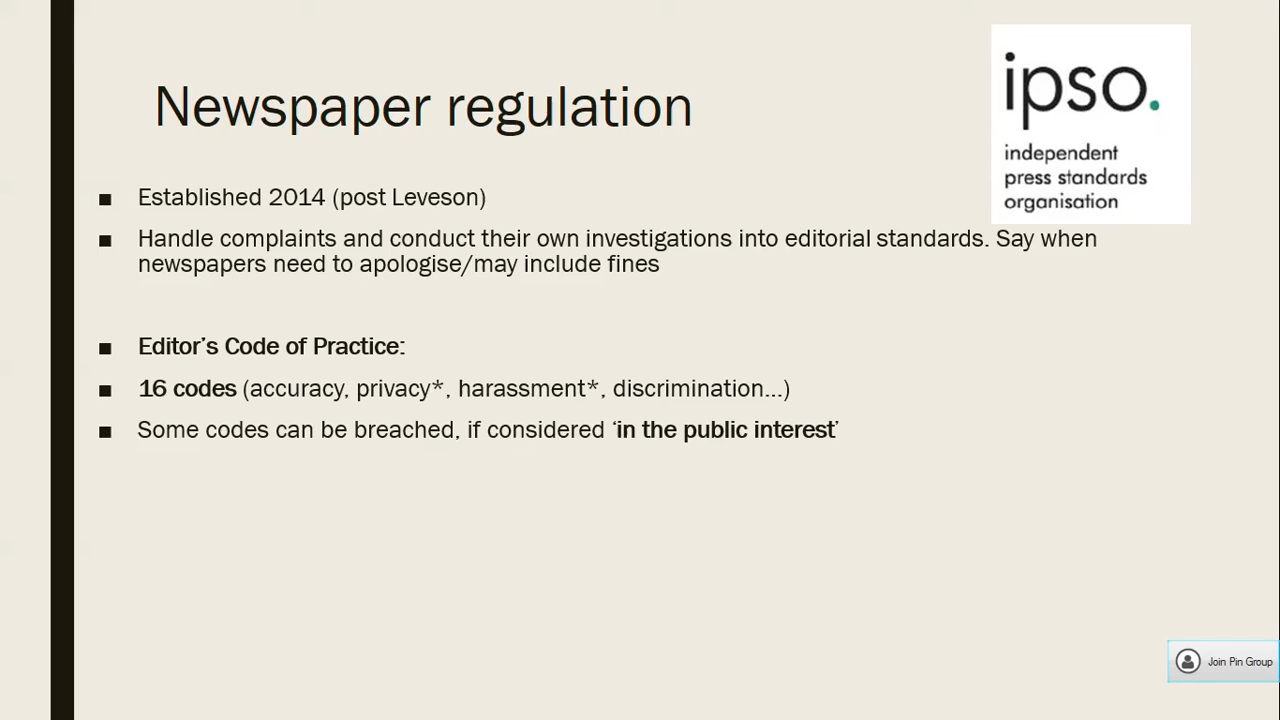 Newspaper regulation
ipso.
independent
press standards
organisation
■ Established 2014 (post Leveson)
■ Handle complaints and conduct their own investigations into editorial standards. Say when
newspapers need to apologise/may include fines
■ Editor’s Code of Practice:
■ 16 codes (accuracy, privacy*, harassment*, discrimination…)
■ Some codes can be breached, if considered ‘in the public interest’
Join Pin Group